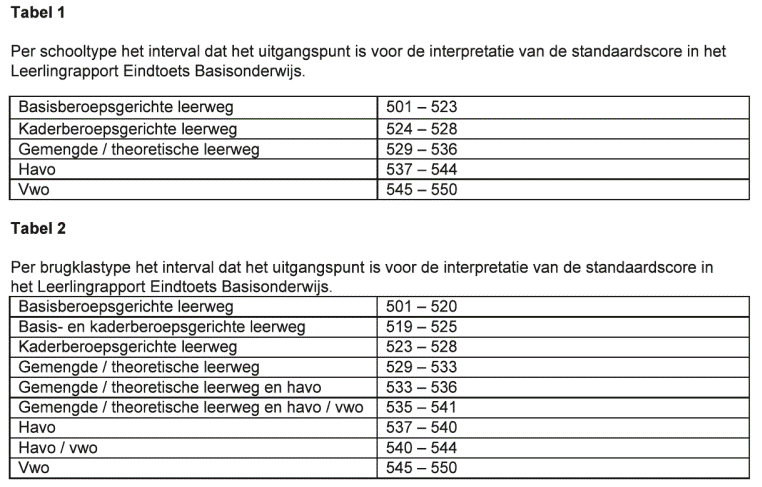 Tabel 1
Per schooltype het interval dat het uitgangspunt is voor de interpretatie van de standaardscore in het
Leerlingrapport Eindtoets Basisonderwijs.
Basisberoepsgerichte leerweg 501 – 523
Kaderberoepsgerichte leerweg 524 – 528
Gemengde / theoretische leerweg 529 – 536
Havo 537 – 544
Vwo 545 – 550
Tabel 2
Per brugklastype het interval dat het uitgangspunt is voor de interpretatie van de standaardscore in
het Leerlingrapport Eindtoets Basisonderwijs.
Basisberoepsgerichte leerweg 501 – 520
Basis- en kaderberoepsgerichte leerweg 519 – 525
Kaderberoepsgerichte leerweg 523 – 528
Gemengde / theoretische leerweg 529 – 533
Gemengde / theoretische leerweg en havo 533 – 536
Gemengde / theoretische leerweg en havo / vwo 535 – 541
Havo 537 – 540
Havo / vwo 540 – 544
Vwo 545 – 550